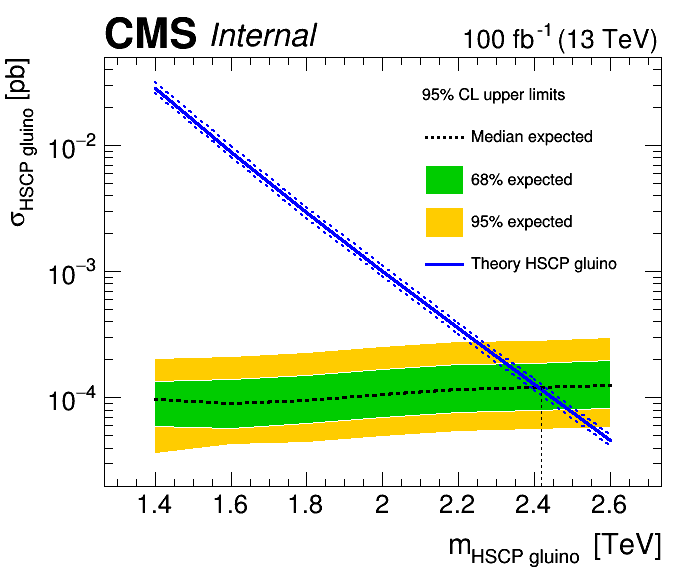 CMS Internal 100 fb⁻¹ (13 TeV)
σHSCP gluino [pb]
95% CL upper limits
Median expected
68% expected
95% expected
Theory HSCP gluino
10⁻²
10⁻³
10⁻⁴
1.4 1.6 1.8 2 2.2 2.4 2.6
mHSCP gluino [TeV]